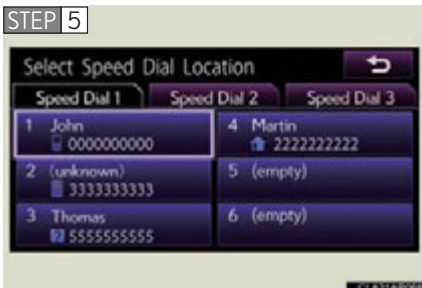 STEP 5
Select Speed Dial Location
Speed Dial 1 Speed Dial 2 Speed Dial 3
1 John
0000000000
2 (unknown)
3333333333
3 Thomas
5555555555
4 Martin
2222222222
5 (empty)
6 (empty)